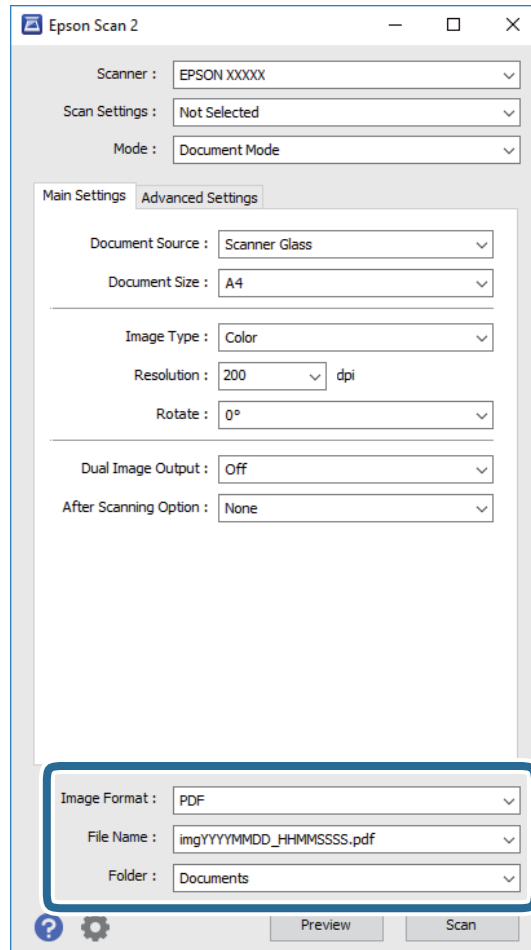 Epson Scan 2
Scanner : EPSON XXXXX
Scan Settings : Not Selected
Mode : Document Mode
Main Settings Advanced Settings
Document Source : Scanner Glass
Document Size : A4
Image Type : Color
Resolution : 200 dpi
Rotate : 0°
Dual Image Output : Off
After Scanning Option : None
Image Format : PDF
File Name : imgYYYYMMDD_HHMMSSSS.pdf
Folder : Documents
? Preview Scan